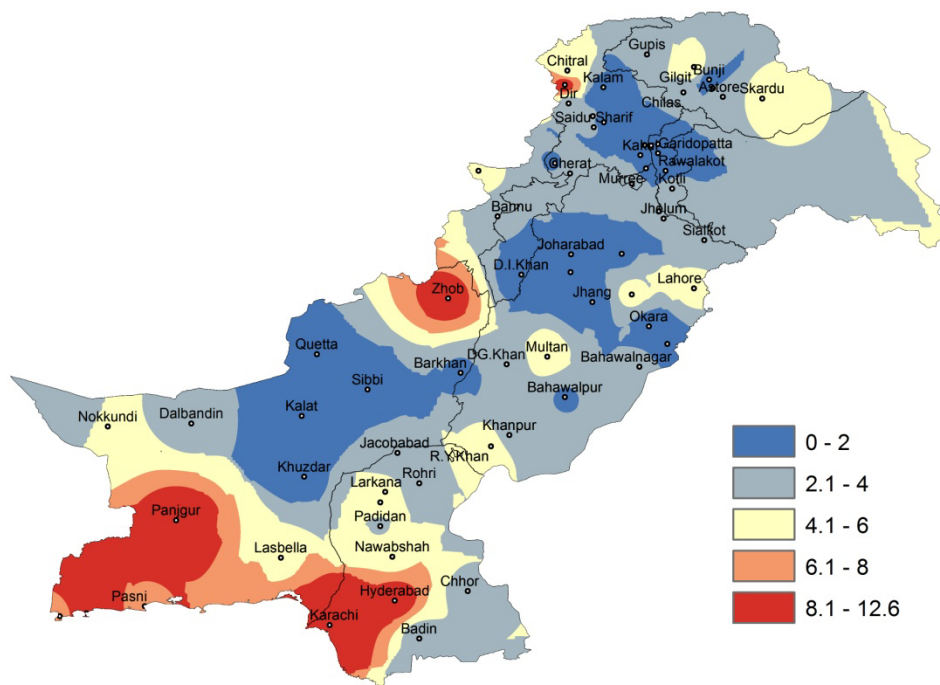 Gupis
Chitral
Kalam
Gilgit
Bunji
Astore
Skardu
Dir
Chilas
Saidu Sharif
Garidopatta
Rawalakot
Cherat
Murree
Kotli
Bannu
Jhelum
Sialkot
Joharabad
D.I.Khan
Lahore
Zhob
Jhang
Okara
Quetta
Multan
DG.Khan
Barkhan
Bahawalnagar
Sibbi
Bahawalpur
Kalat
Nokkundi
Dalbandin
Khanpur
Jacobabad
R.Y.Khan
Khuzdar
Rohri
Larkana
Panjgur
Padidan
Nawabshah
Lasbella
Chhor
Pasni
Hyderabad
Karachi
Badin
0 - 2
2.1 - 4
4.1 - 6
6.1 - 8
8.1 - 12.6